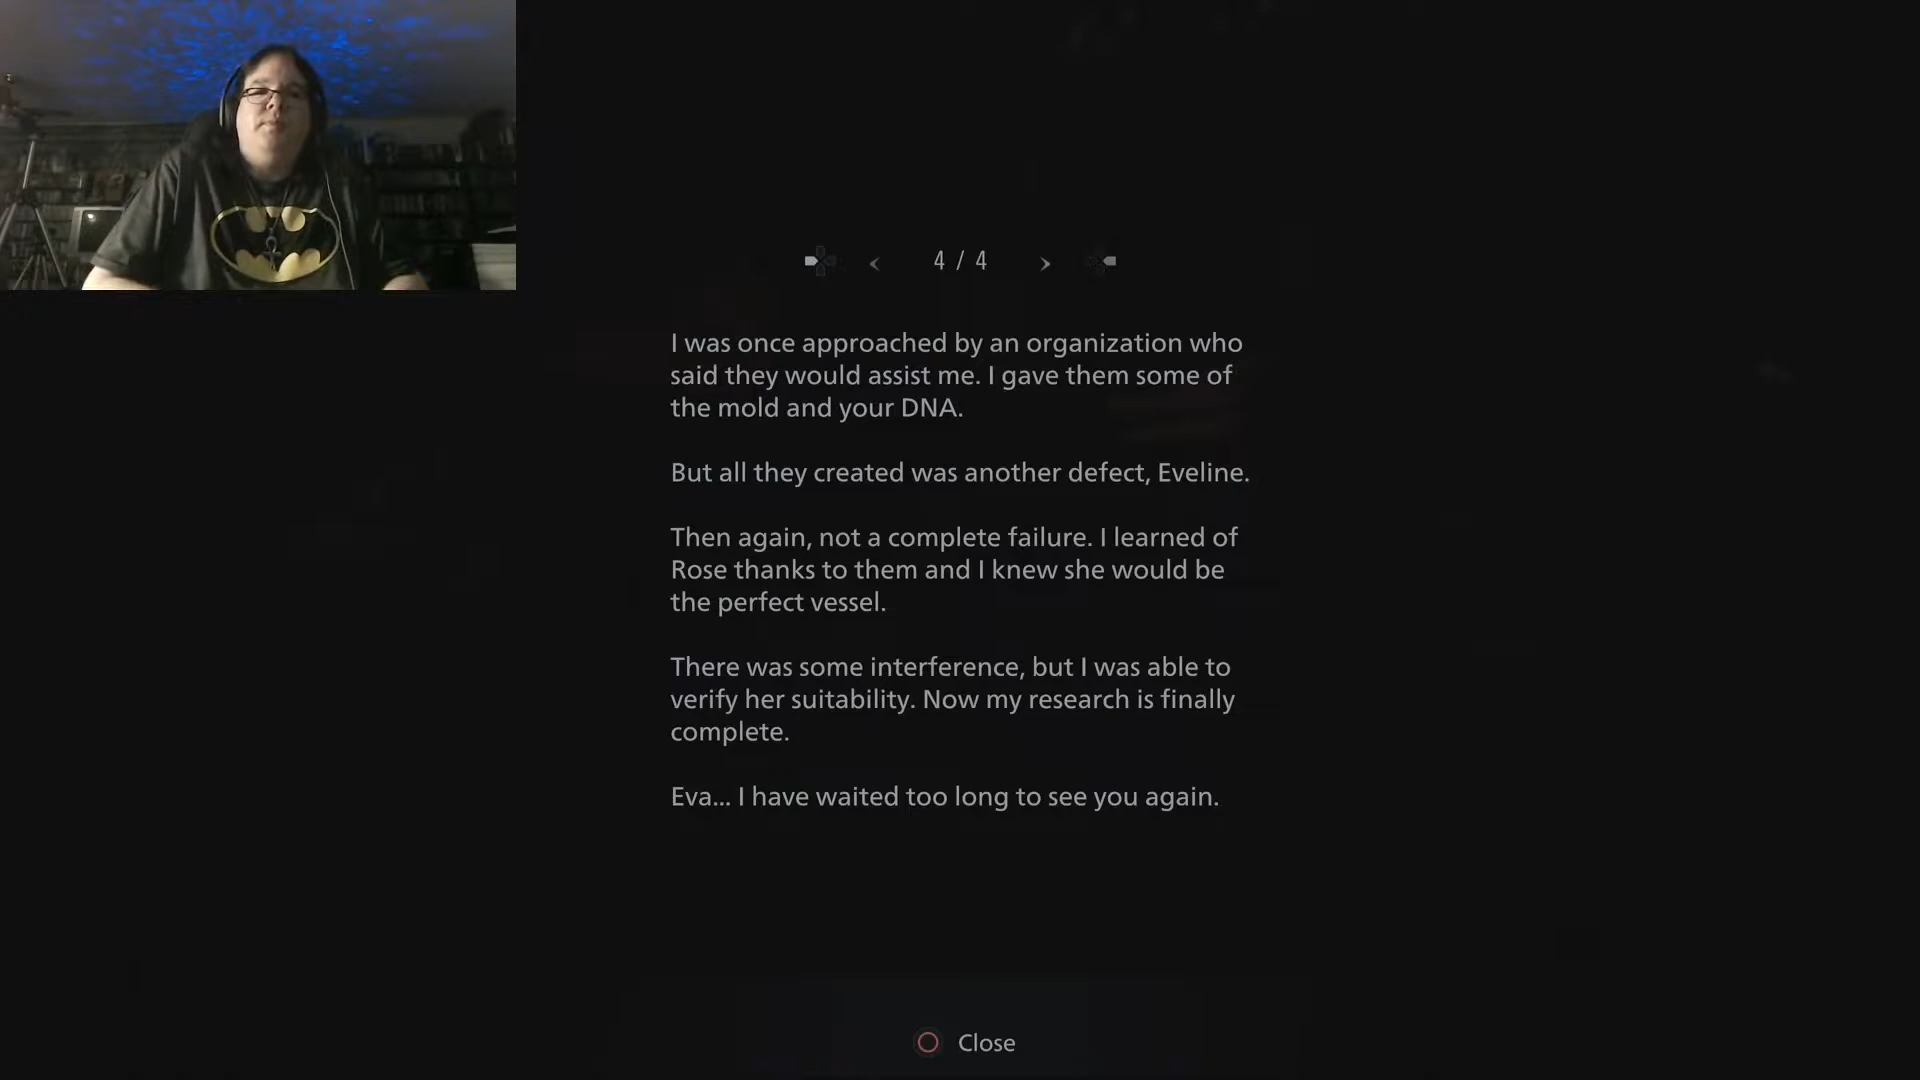 4 / 4
I was once approached by an organization who
said they would assist me. I gave them some of
the mold and your DNA.
But all they created was another defect, Eveline.
Then again, not a complete failure. I learned of
Rose thanks to them and I knew she would be
the perfect vessel.
There was some interference, but I was able to
verify her suitability. Now my research is finally
complete.
Eva... I have waited too long to see you again.
Close